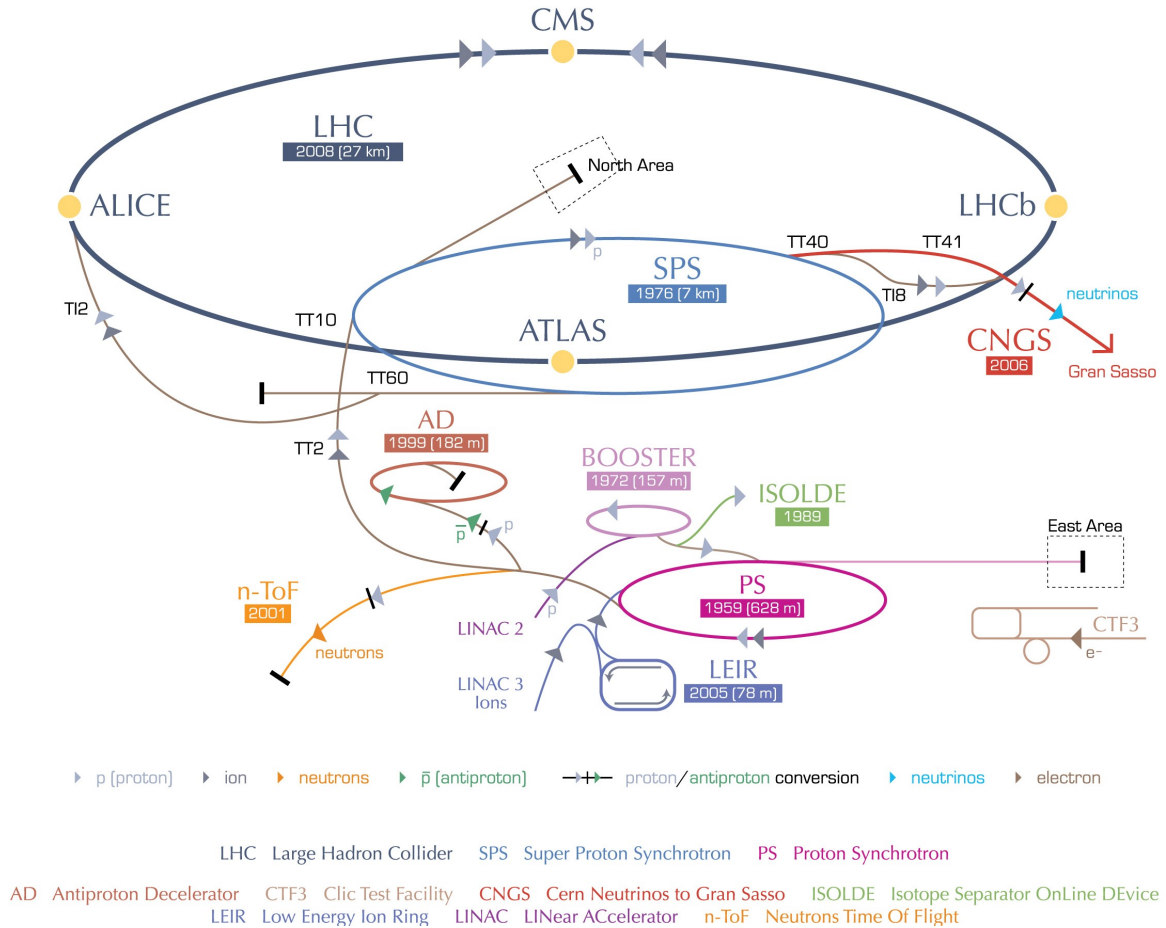 CMS
LHC
2008 (27 km)
North Area
ALICE
LHCb
TT40
TT41
SPS
1976 (7 km)
p
TI2
TT10
TI8
neutrinos
ATLAS
CNGS
2006
Gran Sasso
TT60
AD
1999 (182 m)
TT2
BOOSTER
1972 (157 m)
ISOLDE
1989
p̅
p
East Area
n-ToF
2001
PS
1959 (628 m)
p
LINAC 2
neutrons
CTF3
e-
LEIR
2005 (78 m)
LINAC 3
Ions
p (proton) ion neutrons p̅ (antiproton) proton/antiproton conversion neutrinos electron
LHC Large Hadron Collider SPS Super Proton Synchrotron PS Proton Synchrotron
AD Antiproton Decelerator CTF3 Clic Test Facility CNGS Cern Neutrinos to Gran Sasso ISOLDE Isotope Separator OnLine DEvice
LEIR Low Energy Ion Ring LINAC LINear ACcelerator n-ToF Neutrons Time Of Flight